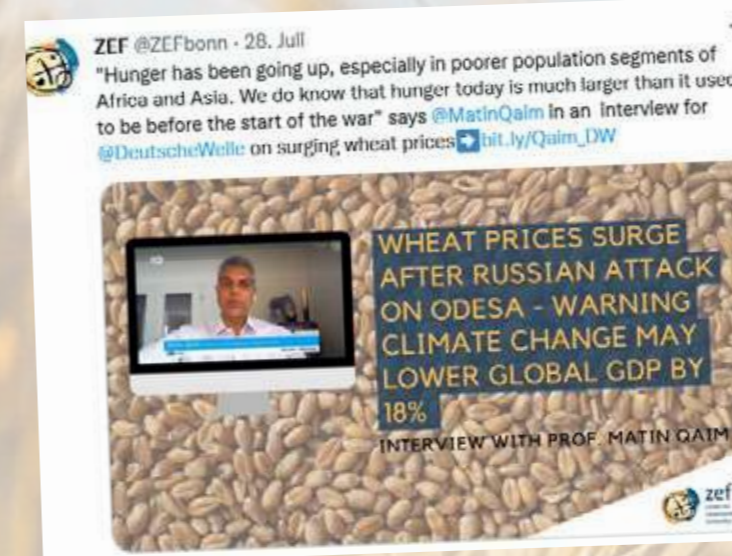 ZEF @ZEFbonn · 28. Juli
"Hunger has been going up, especially in poorer population segments of
Africa and Asia. We do know that hunger today is much larger than it used
to be before the start of the war" says @MatinQaim in an interview for
@DeutscheWelle on surging wheat prices➡bit.ly/Qaim_DW
WHEAT PRICES SURGE
AFTER RUSSIAN ATTACK
ON ODESA - WARNING
CLIMATE CHANGE MAY
LOWER GLOBAL GDP BY
18%
INTERVIEW WITH PROF. MATIN QAIM
zef